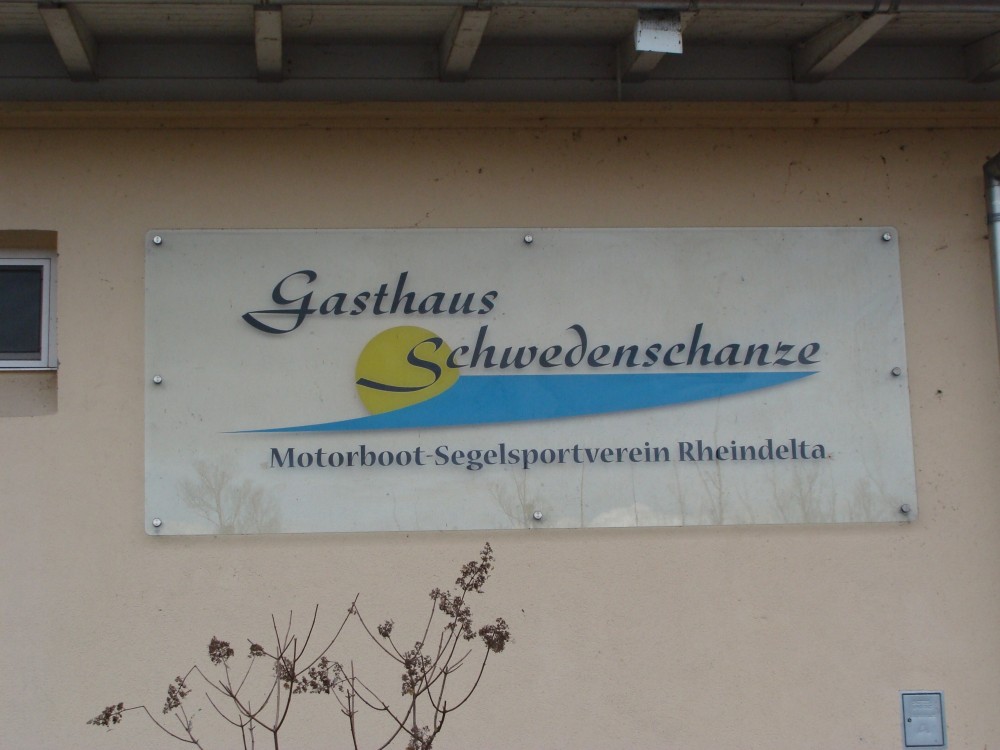 Gasthaus
Schwedenschanze
Motorboot-Segelsportverein Rheindelta